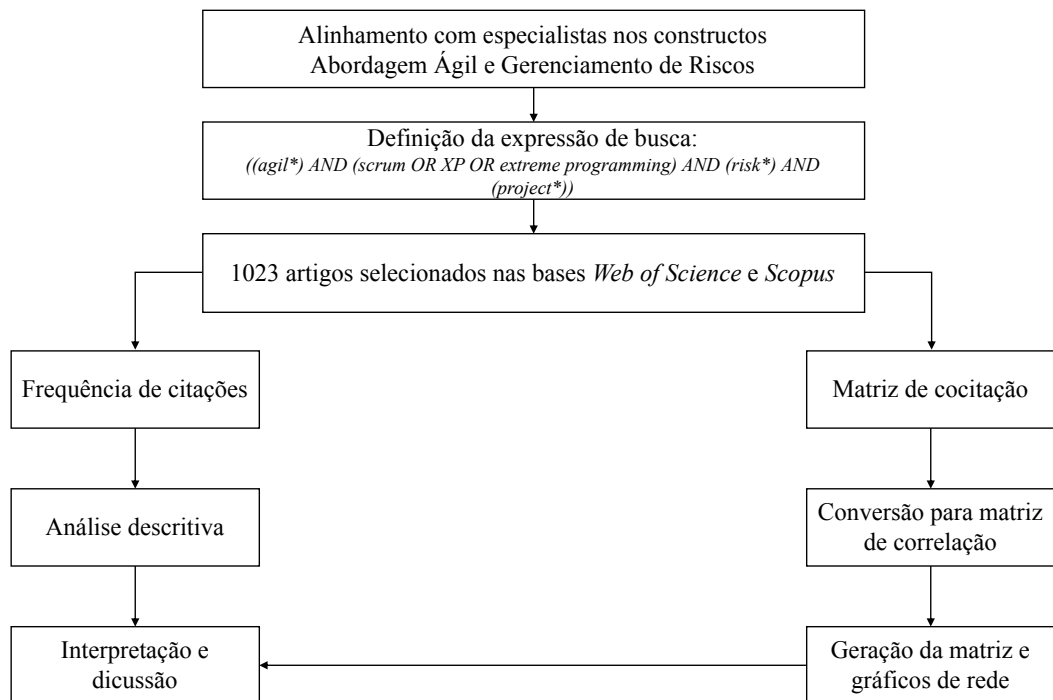 Alinhamento com especialistas nos constructos
Abordagem Ágil e Gerenciamento de Riscos
Definição da expressão de busca:
((agil*) AND (scrum OR XP OR extreme programming) AND (risk*) AND
(project*))
1023 artigos selecionados nas bases Web of Science e Scopus
Frequência de citações
Matriz de cocitação
Análise descritiva
Conversão para matriz
de correlação
Interpretação e
dicussão
Geração da matriz e
gráficos de rede